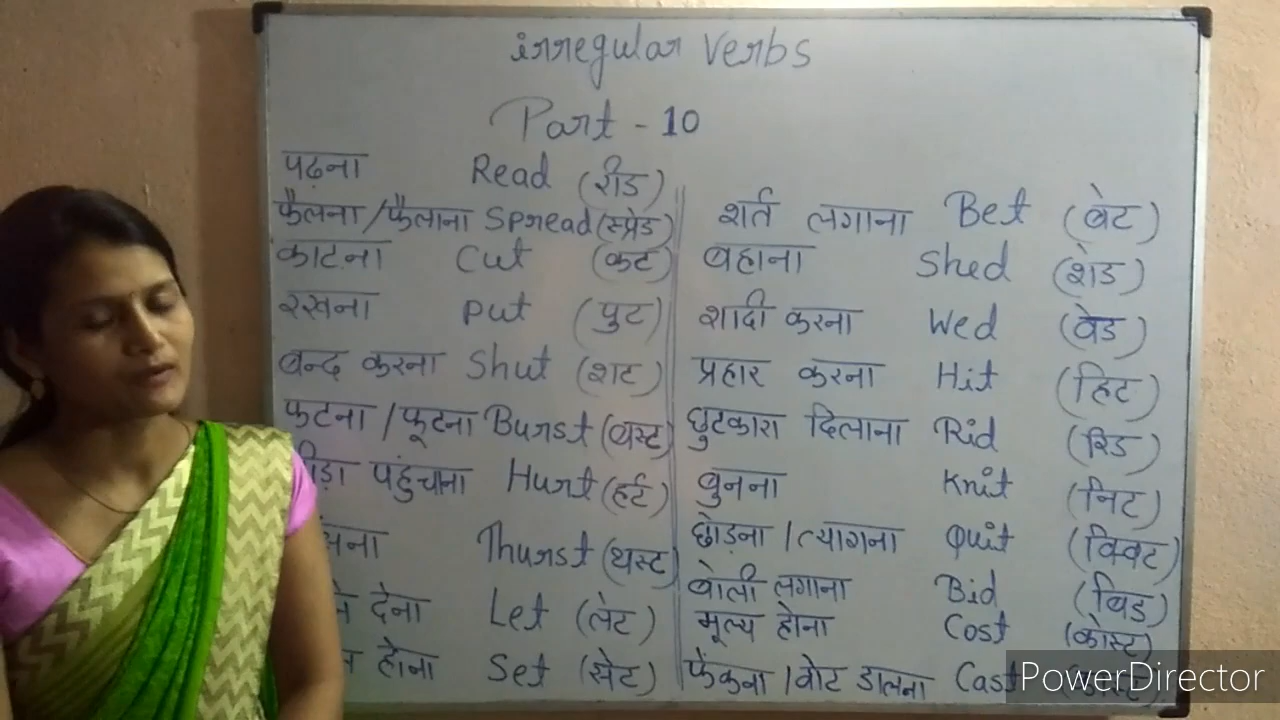 irregular verbs
Part - 10
पढ़ना Read (रीड)
फैलना / फैलाना Spread (स्प्रेड)
काटना Cut (कट)
रखना Put (पुट)
बन्द करना Shut (शट)
फटना / फूटना Burst (बर्स्ट)
पहुंचाना Hurt (हर्ट)
Thurst (थर्स्ट)
देना Let (लेट)
होना Set (सेट)
शर्त लगाना Bet (बेट)
बहाना Shed (शेड)
शादी करना Wed (वेड)
प्रहार करना Hit (हिट)
छुटकारा दिलाना Rid (रिड)
बुनना Knit (निट)
छोड़ना / त्यागना Quit (क्विट)
बोली लगाना Bid (बिड)
मूल्य होना Cost (कोस्ट)
फेंकना / वोट डालना Cast
PowerDirector